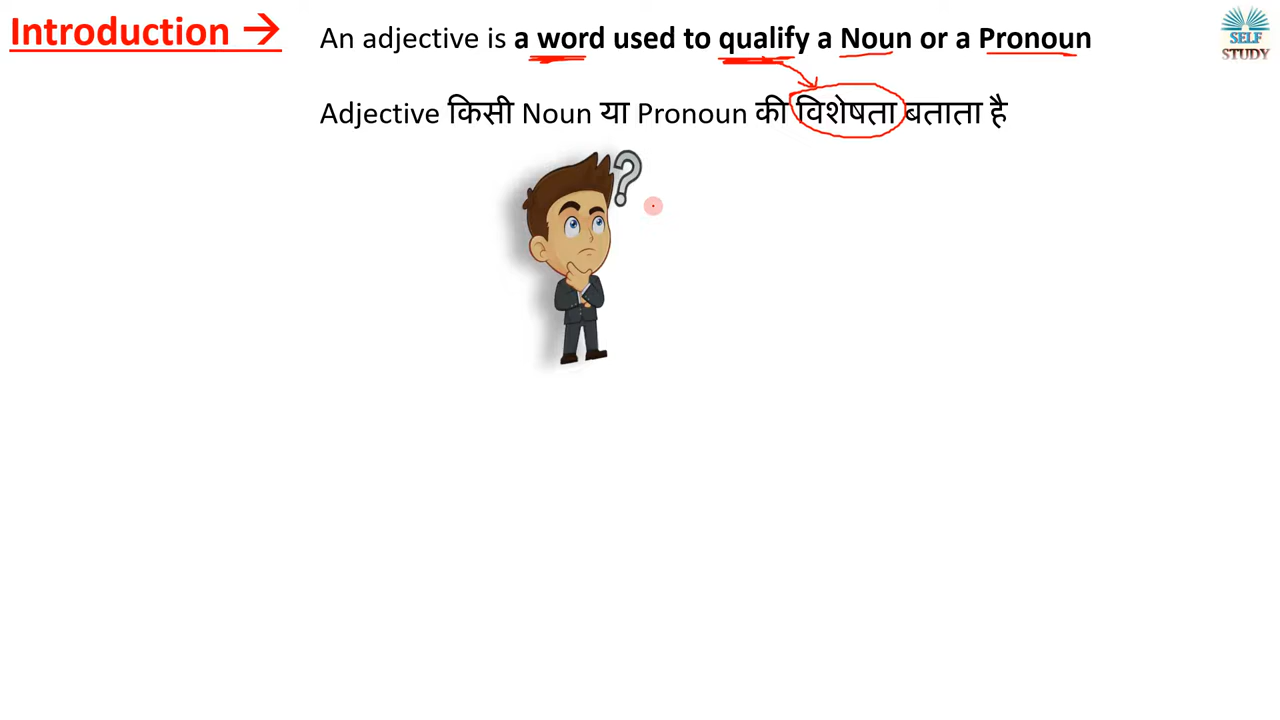 Introduction → An adjective is a word used to qualify a Noun or a Pronoun
Adjective किसी Noun या Pronoun की विशेषता बताता है
?
SELF
STUDY